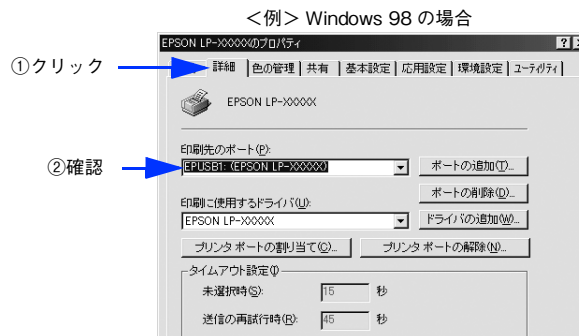 ＜例＞ Windows 98 の場合
EPSON LP-XXXXXのプロパティ
①クリック
詳細 色の管理 共有 基本設定 応用設定 環境設定 ユーティリティ
EPSON LP-XXXXX
印刷先のポート(P):
②確認
EPUSB1: (EPSON LP-XXXXX)
ポートの追加(T)...
ポートの削除(D)...
印刷に使用するドライバ(U):
EPSON LP-XXXXX
ドライバの追加(W)...
プリンタ ポートの割り当て(C)... プリンタ ポートの解除(N)...
タイムアウト設定(I)
未選択時(S): 15 秒
送信の再試行時(R): 45 秒